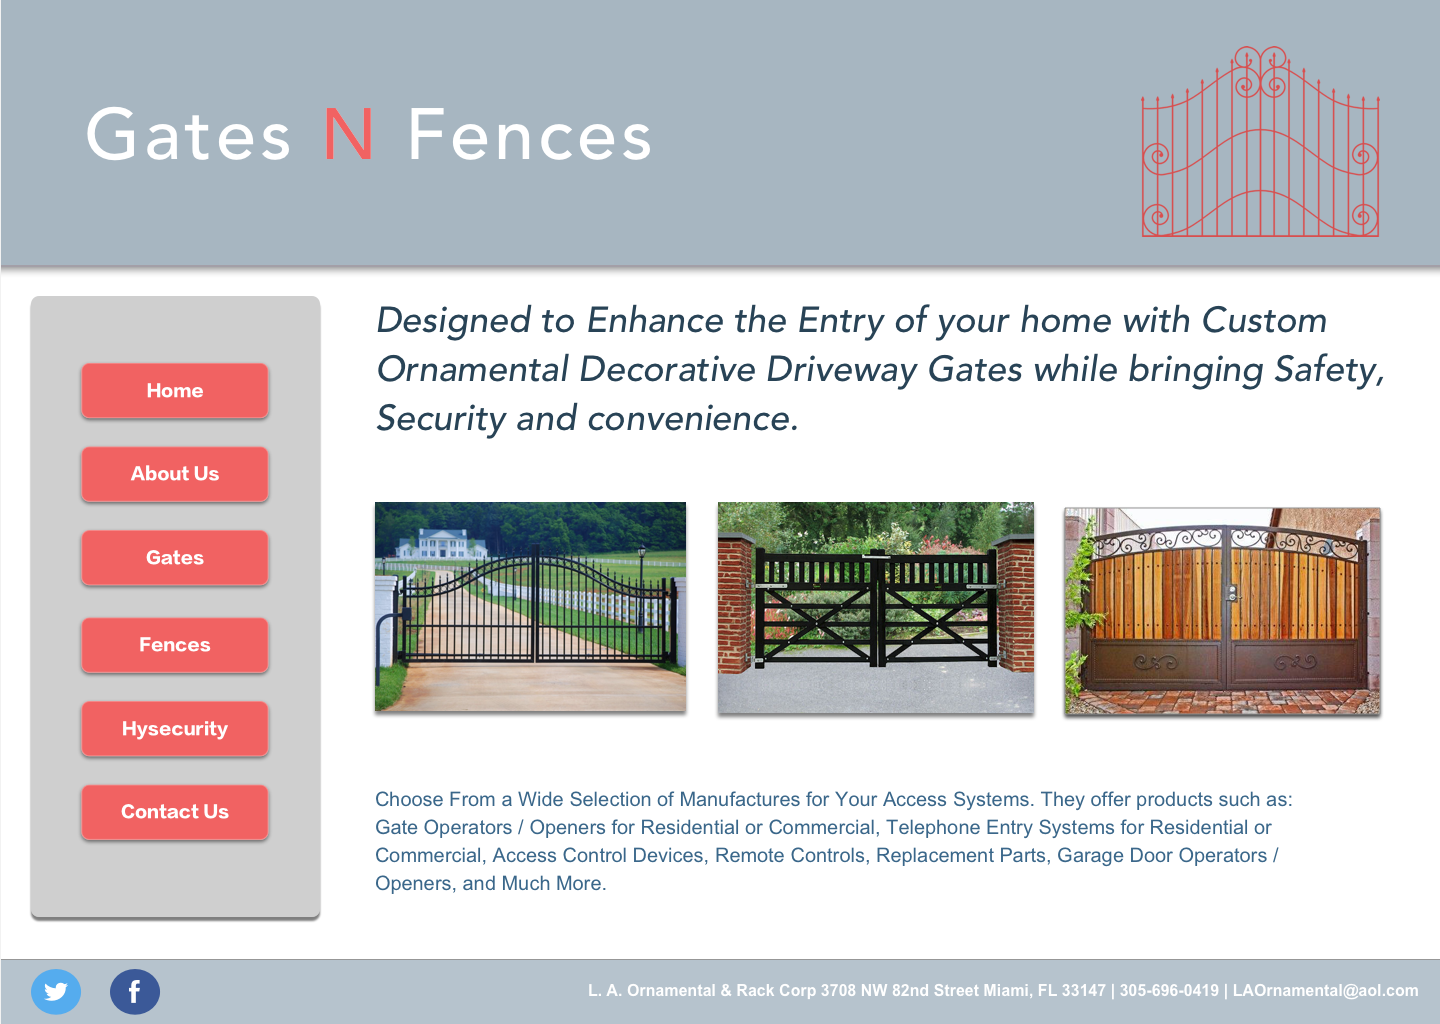 Gates N Fences
Home
About Us
Gates
Fences
Hysecurity
Contact Us
Designed to Enhance the Entry of your home with Custom
Ornamental Decorative Driveway Gates while bringing Safety,
Security and convenience.
Choose From a Wide Selection of Manufactures for Your Access Systems. They offer products such as:
Gate Operators / Openers for Residential or Commercial, Telephone Entry Systems for Residential or
Commercial, Access Control Devices, Remote Controls, Replacement Parts, Garage Door Operators /
Openers, and Much More.
L. A. Ornamental & Rack Corp 3708 NW 82nd Street Miami, FL 33147 | 305-696-0419 | LAOrnamental@aol.com